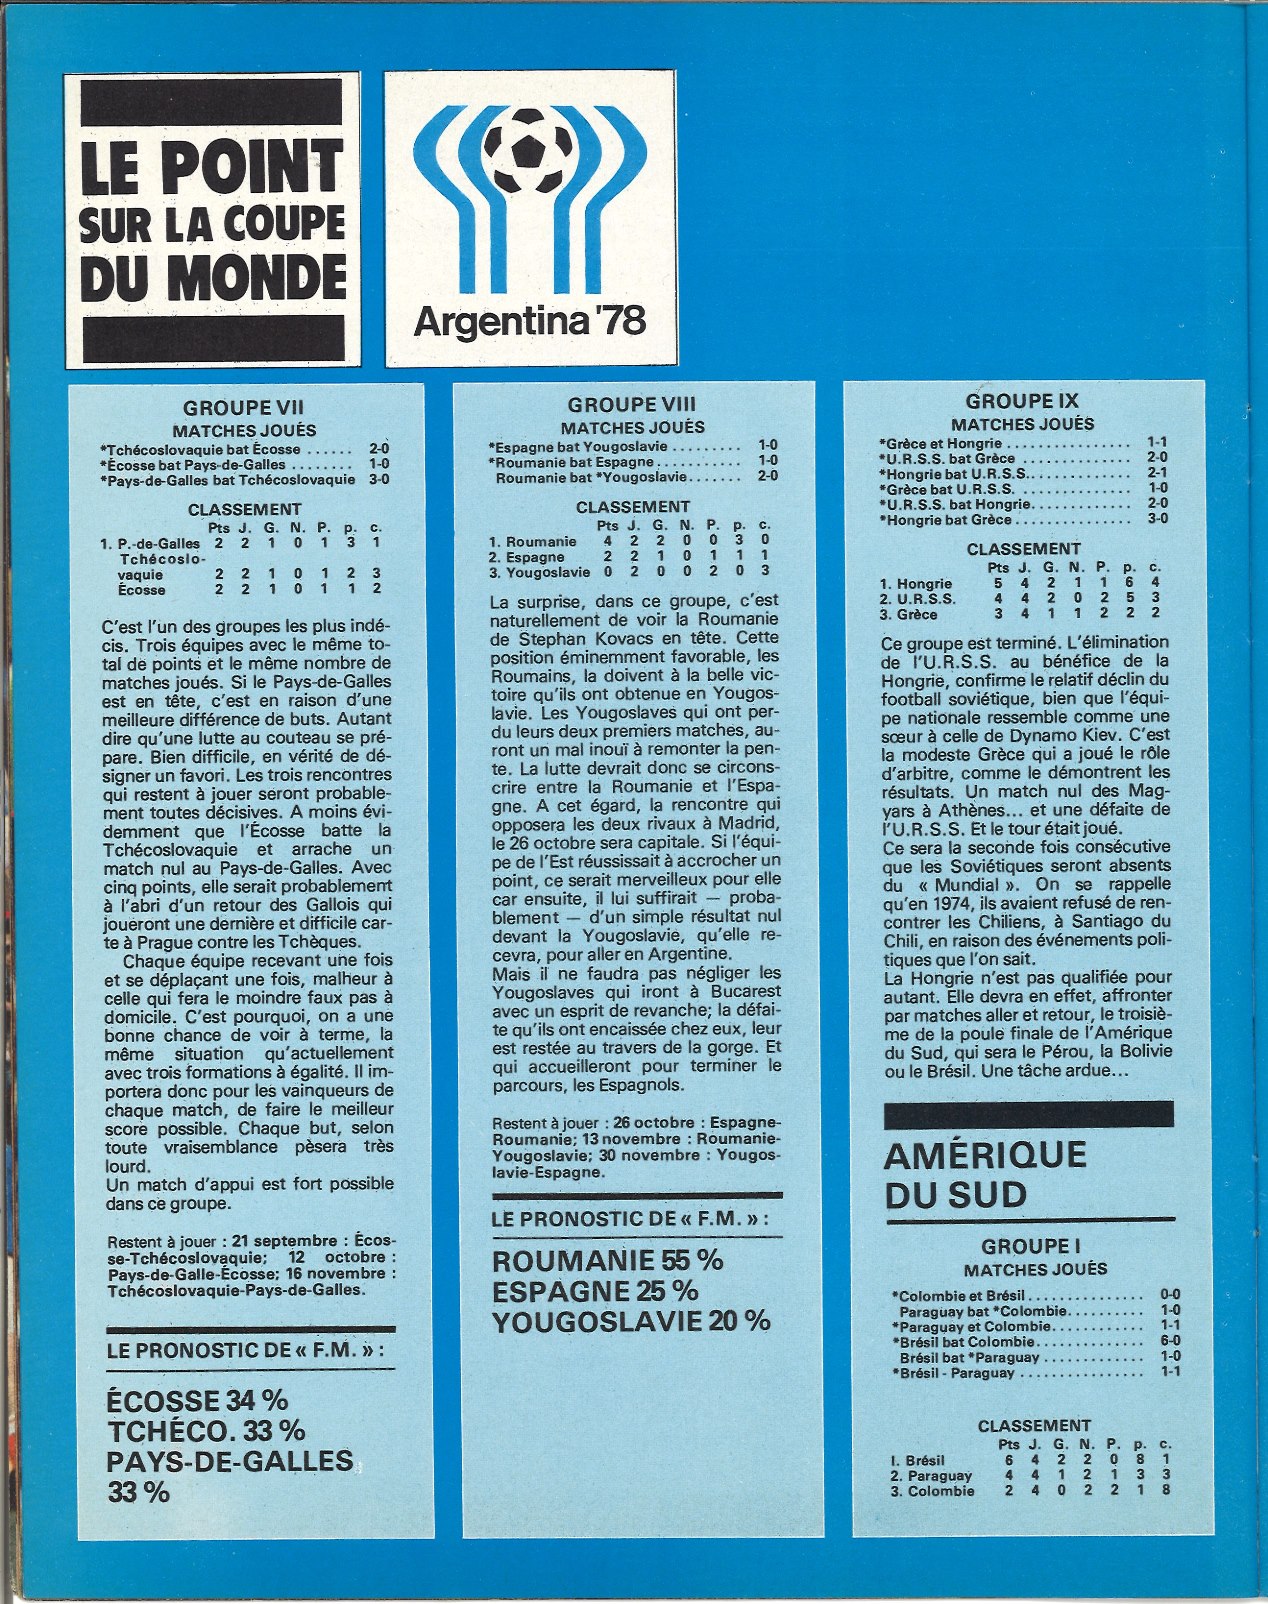 LE POINT
SUR LA COUPE
DU MONDE
Argentina '78
GROUPE VII
MATCHES JOUÉS
*Tchécoslovaquie bat Écosse ...... 2-0
*Écosse bat Pays-de-Galles ........ 1-0
*Pays-de-Galles bat Tchécoslovaquie 3-0
CLASSEMENT
Pts J. G. N. P. p. c.
1. P.-de-Galles 2 2 1 0 1 3 1
Tchécoslo-
vaquie 2 2 1 0 1 2 3
Écosse 2 2 1 0 1 1 2
C'est l'un des groupes les plus indé-
cis. Trois équipes avec le même to-
tal de points et le même nombre de
matches joués. Si le Pays-de-Galles
est en tête, c'est en raison d'une
meilleure différence de buts. Autant
dire qu'une lutte au couteau se pré-
pare. Bien difficile, en vérité de dé-
signer un favori. Les trois rencontres
qui restent à jouer seront probable-
ment toutes décisives. A moins évi-
demment que l'Écosse batte la
Tchécoslovaquie et arrache un
match nul au Pays-de-Galles. Avec
cinq points, elle serait probablement
à l'abri d'un retour des Gallois qui
joueront une dernière et difficile car-
te à Prague contre les Tchèques.
Chaque équipe recevant une fois
et se déplaçant une fois, malheur à
celle qui fera le moindre faux pas à
domicile. C'est pourquoi, on a une
bonne chance de voir à terme, la
même situation qu'actuellement
avec trois formations à égalité. Il im-
portera donc pour les vainqueurs de
chaque match, de faire le meilleur
score possible. Chaque but, selon
toute vraisemblance pèsera très
lourd.
Un match d'appui est fort possible
dans ce groupe.
Restent à jouer : 21 septembre : Écos-
se-Tchécoslovaquie; 12 octobre :
Pays-de-Galle-Écosse; 16 novembre :
Tchécoslovaquie-Pays-de-Galles.
LE PRONOSTIC DE « F.M. » :
ÉCOSSE 34 %
TCHÉCO. 33 %
PAYS-DE-GALLES
33 %
GROUPE VIII
MATCHES JOUÉS
*Espagne bat Yougoslavie ......... 1-0
*Roumanie bat Espagne ........... 1-0
Roumanie bat *Yougoslavie ....... 2-0
CLASSEMENT
Pts J. G. N. P. p. c.
1. Roumanie 4 2 2 0 0 3 0
2. Espagne 2 2 1 0 1 1 1
3. Yougoslavie 0 2 0 0 2 0 3
La surprise, dans ce groupe, c'est
naturellement de voir la Roumanie
de Stephan Kovacs en tête. Cette
position éminemment favorable, les
Roumains, la doivent à la belle vic-
toire qu'ils ont obtenue en Yougos-
lavie. Les Yougoslaves qui ont per-
du leurs deux premiers matches, au-
ront un mal inouï à remonter la pen-
te. La lutte devrait donc se circons-
crire entre la Roumanie et l'Espa-
gne. A cet égard, la rencontre qui
opposera les deux rivaux à Madrid,
le 26 octobre sera capitale. Si l'équi-
pe de l'Est réussissait à accrocher un
point, ce serait merveilleux pour elle
car ensuite, il lui suffirait — proba-
blement — d'un simple résultat nul
devant la Yougoslavie, qu'elle re-
cevra, pour aller en Argentine.
Mais il ne faudra pas négliger les
Yougoslaves qui iront à Bucarest
avec un esprit de revanche; la défai-
te qu'ils ont encaissée chez eux, leur
est restée au travers de la gorge. Et
qui accueilleront pour terminer le
parcours, les Espagnols.
Restent à jouer : 26 octobre : Espagne-
Roumanie; 13 novembre : Roumanie-
Yougoslavie; 30 novembre : Yougos-
lavie-Espagne.
LE PRONOSTIC DE « F.M. » :
ROUMANIE 55 %
ESPAGNE 25 %
YOUGOSLAVIE 20 %
GROUPE IX
MATCHES JOUÉS
*Grèce et Hongrie ................ 1-1
*U.R.S.S. bat Grèce .............. 2-0
*Hongrie bat U.R.S.S. ............. 2-1
*Grèce bat U.R.S.S. .............. 1-0
*U.R.S.S. bat Hongrie ............. 2-0
*Hongrie bat Grèce ............... 3-0
CLASSEMENT
Pts J. G. N. P. p. c.
1. Hongrie 5 4 2 1 1 6 4
2. U.R.S.S. 4 4 2 0 2 5 3
3. Grèce 3 4 1 1 2 2 2
Ce groupe est terminé. L'élimination
de l'U.R.S.S. au bénéfice de la
Hongrie, confirme le relatif déclin du
football soviétique, bien que l'équi-
pe nationale ressemble comme une
sœur à celle de Dynamo Kiev. C'est
la modeste Grèce qui a joué le rôle
d'arbitre, comme le démontrent les
résultats. Un match nul des Mag-
yars à Athènes... et une défaite de
l'U.R.S.S. Et le tour était joué.
Ce sera la seconde fois consécutive
que les Soviétiques seront absents
du « Mundial ». On se rappelle
qu'en 1974, ils avaient refusé de ren-
contrer les Chiliens, à Santiago du
Chili, en raison des événements poli-
tiques que l'on sait.
La Hongrie n'est pas qualifiée pour
autant. Elle devra en effet, affronter
par matches aller et retour, le troisiè-
me de la poule finale de l'Amérique
du Sud, qui sera le Pérou, la Bolivie
ou le Brésil. Une tâche ardue...
AMÉRIQUE
DU SUD
GROUPE I
MATCHES JOUÉS
*Colombie et Brésil ............... 0-0
Paraguay bat *Colombie .......... 1-0
*Paraguay et Colombie ............ 1-1
*Brésil bat Colombie .............. 6-0
Brésil bat *Paraguay ............. 1-0
*Brésil - Paraguay ................ 1-1
CLASSEMENT
Pts J. G. N. P. p. c.
I. Brésil 6 4 2 2 0 8 1
2. Paraguay 4 4 1 2 1 3 3
3. Colombie 2 4 0 2 2 1 8